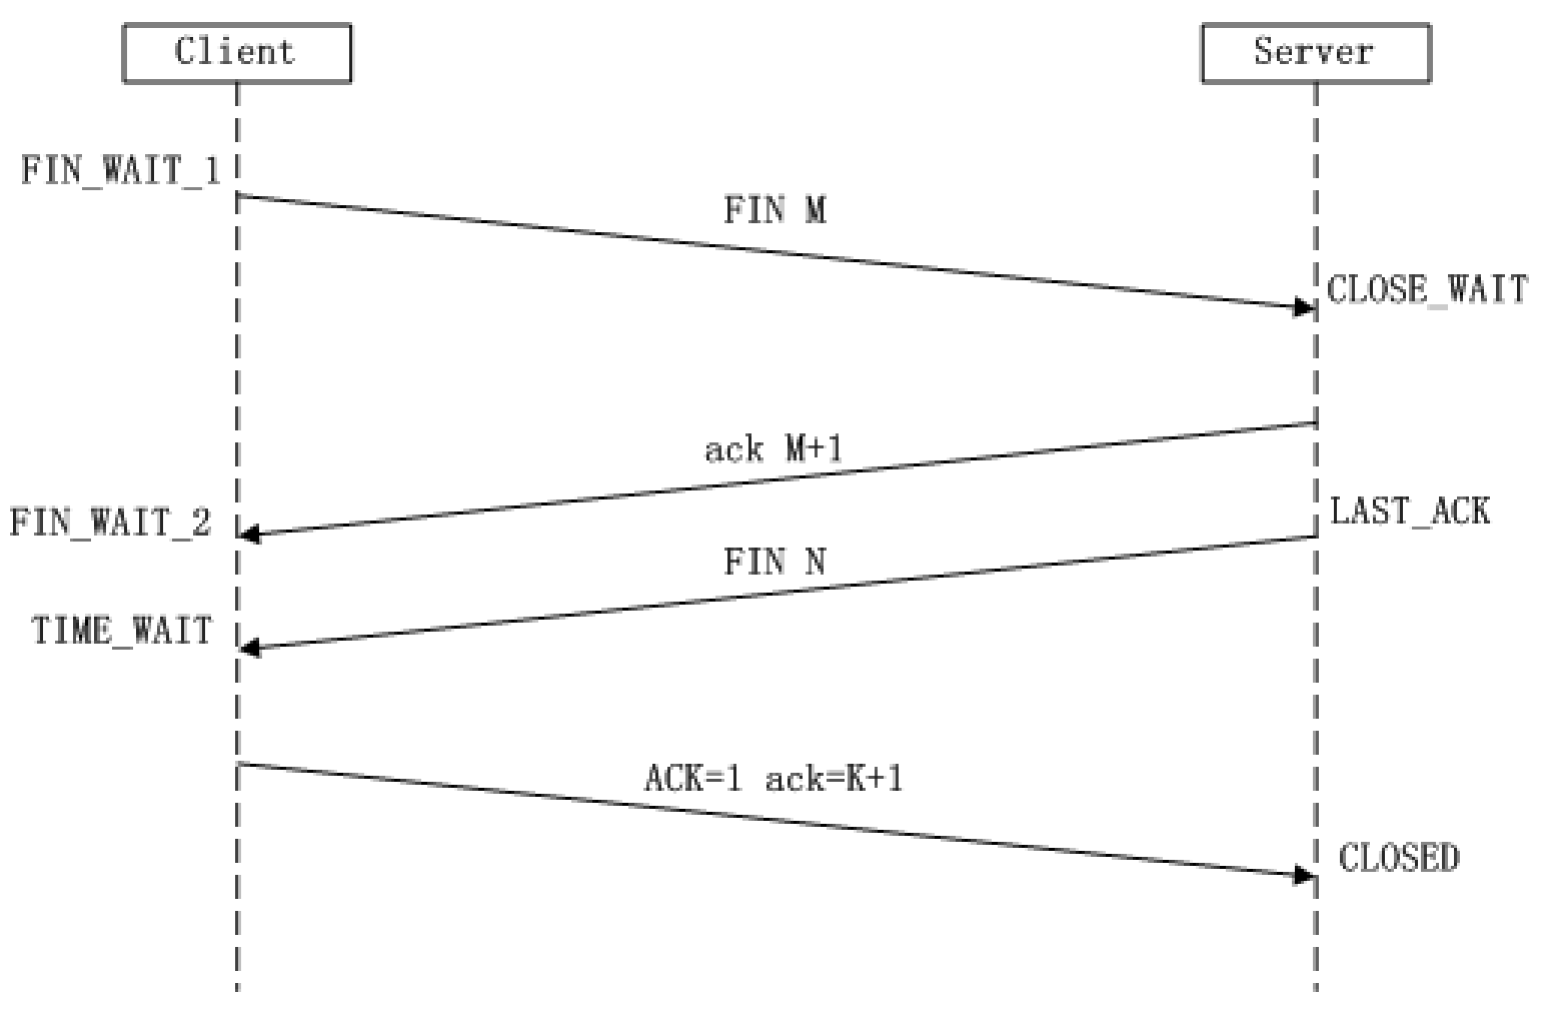 Client
Server
FIN_WAIT_1
FIN M
CLOSE_WAIT
ack M+1
FIN_WAIT_2
LAST_ACK
FIN N
TIME_WAIT
ACK=1 ack=K+1
CLOSED